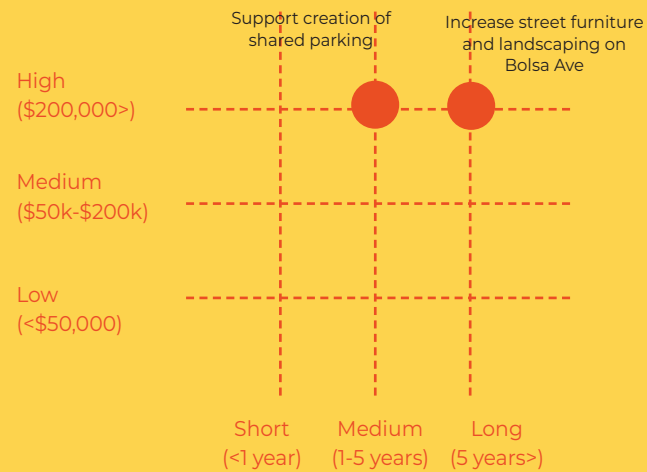 Support creation of
shared parking
Increase street furniture
and landscaping on
Bolsa Ave
High
($200,000>)
Medium
($50k-$200k)
Low
(<$50,000)
Short
(<1 year)
Medium
(1-5 years)
Long
(5 years>)